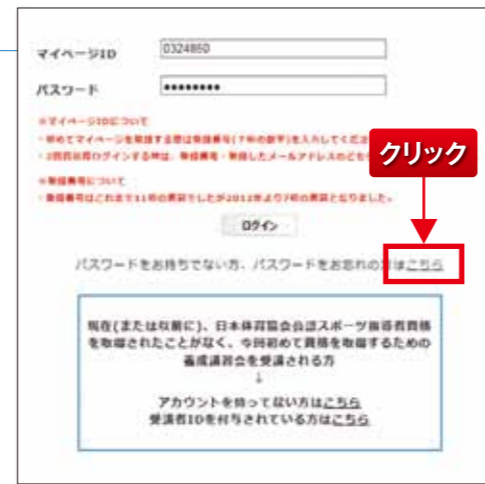 マイページID 0324850
パスワード ●●●●●●●●
※マイページIDについて
・初めてマイページを取得する際は登録番号(7桁の数字)を入力してくださ
・2回目以降ログインする時は、登録番号・登録したメールアドレスのどちら
クリック
※登録番号について
・登録番号はこれまで11桁の表記でしたが2012年より7桁の表記となりました。
ログイン
パスワードをお持ちでない方、パスワードをお忘れの方はこちら
現在(または以前に)、日本体育協会公認スポーツ指導者資格
を取得されたことがなく、今回初めて資格を取得するための
養成講習会を受講される方
↓
アカウントを持ってない方はこちら
受講者IDを付与されている方はこちら